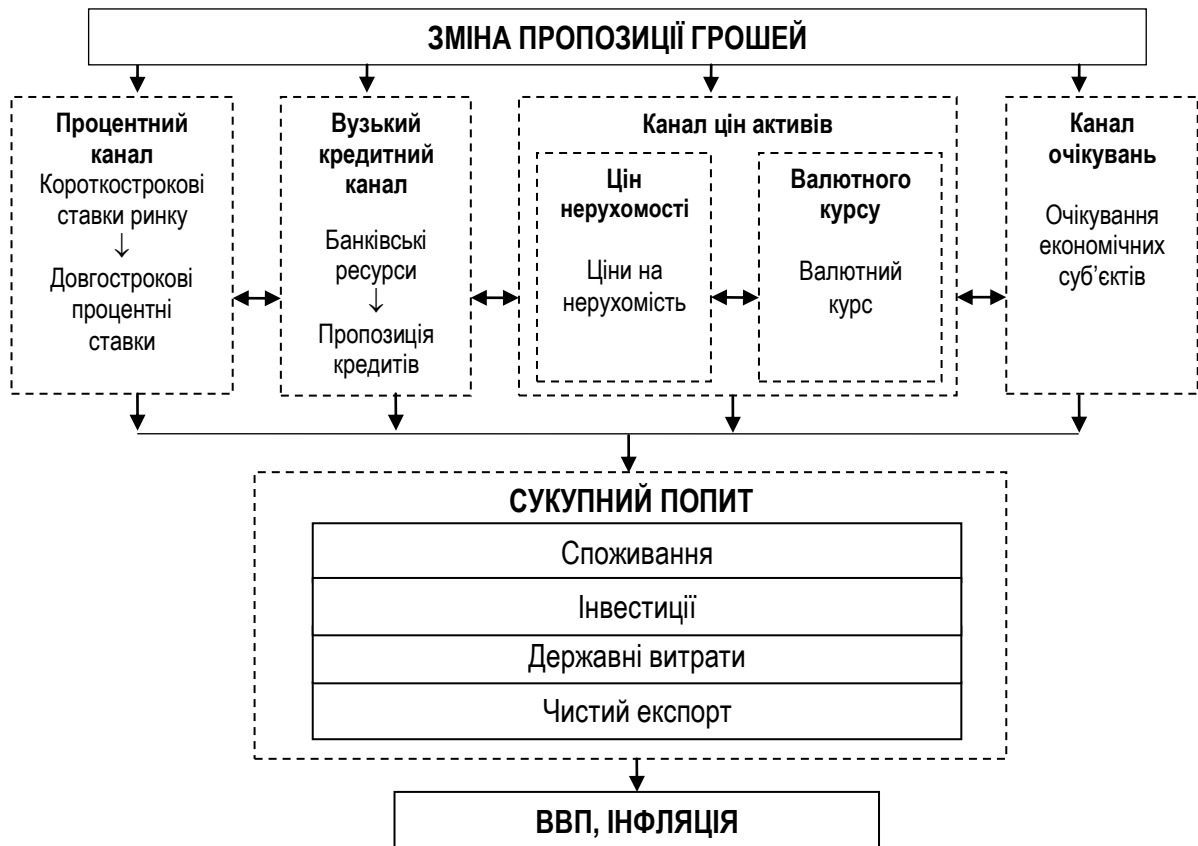 ЗМІНА ПРОПОЗИЦІЇ ГРОШЕЙ
Процентний
канал
Короткострокові
ставки ринку
↓
Довгострокові
процентні
ставки
Вузький
кредитний
канал
Банківські
ресурси
↓
Пропозиція
кредитів
Канал цін активів
Цін
нерухомості
Ціни на
нерухомість
Валютного
курсу
Валютний
курс
Канал
очікувань
Очікування
економічних
суб’єктів
СУКУПНИЙ ПОПИТ
Споживання
Інвестиції
Державні витрати
Чистий експорт
ВВП, ІНФЛЯЦІЯ